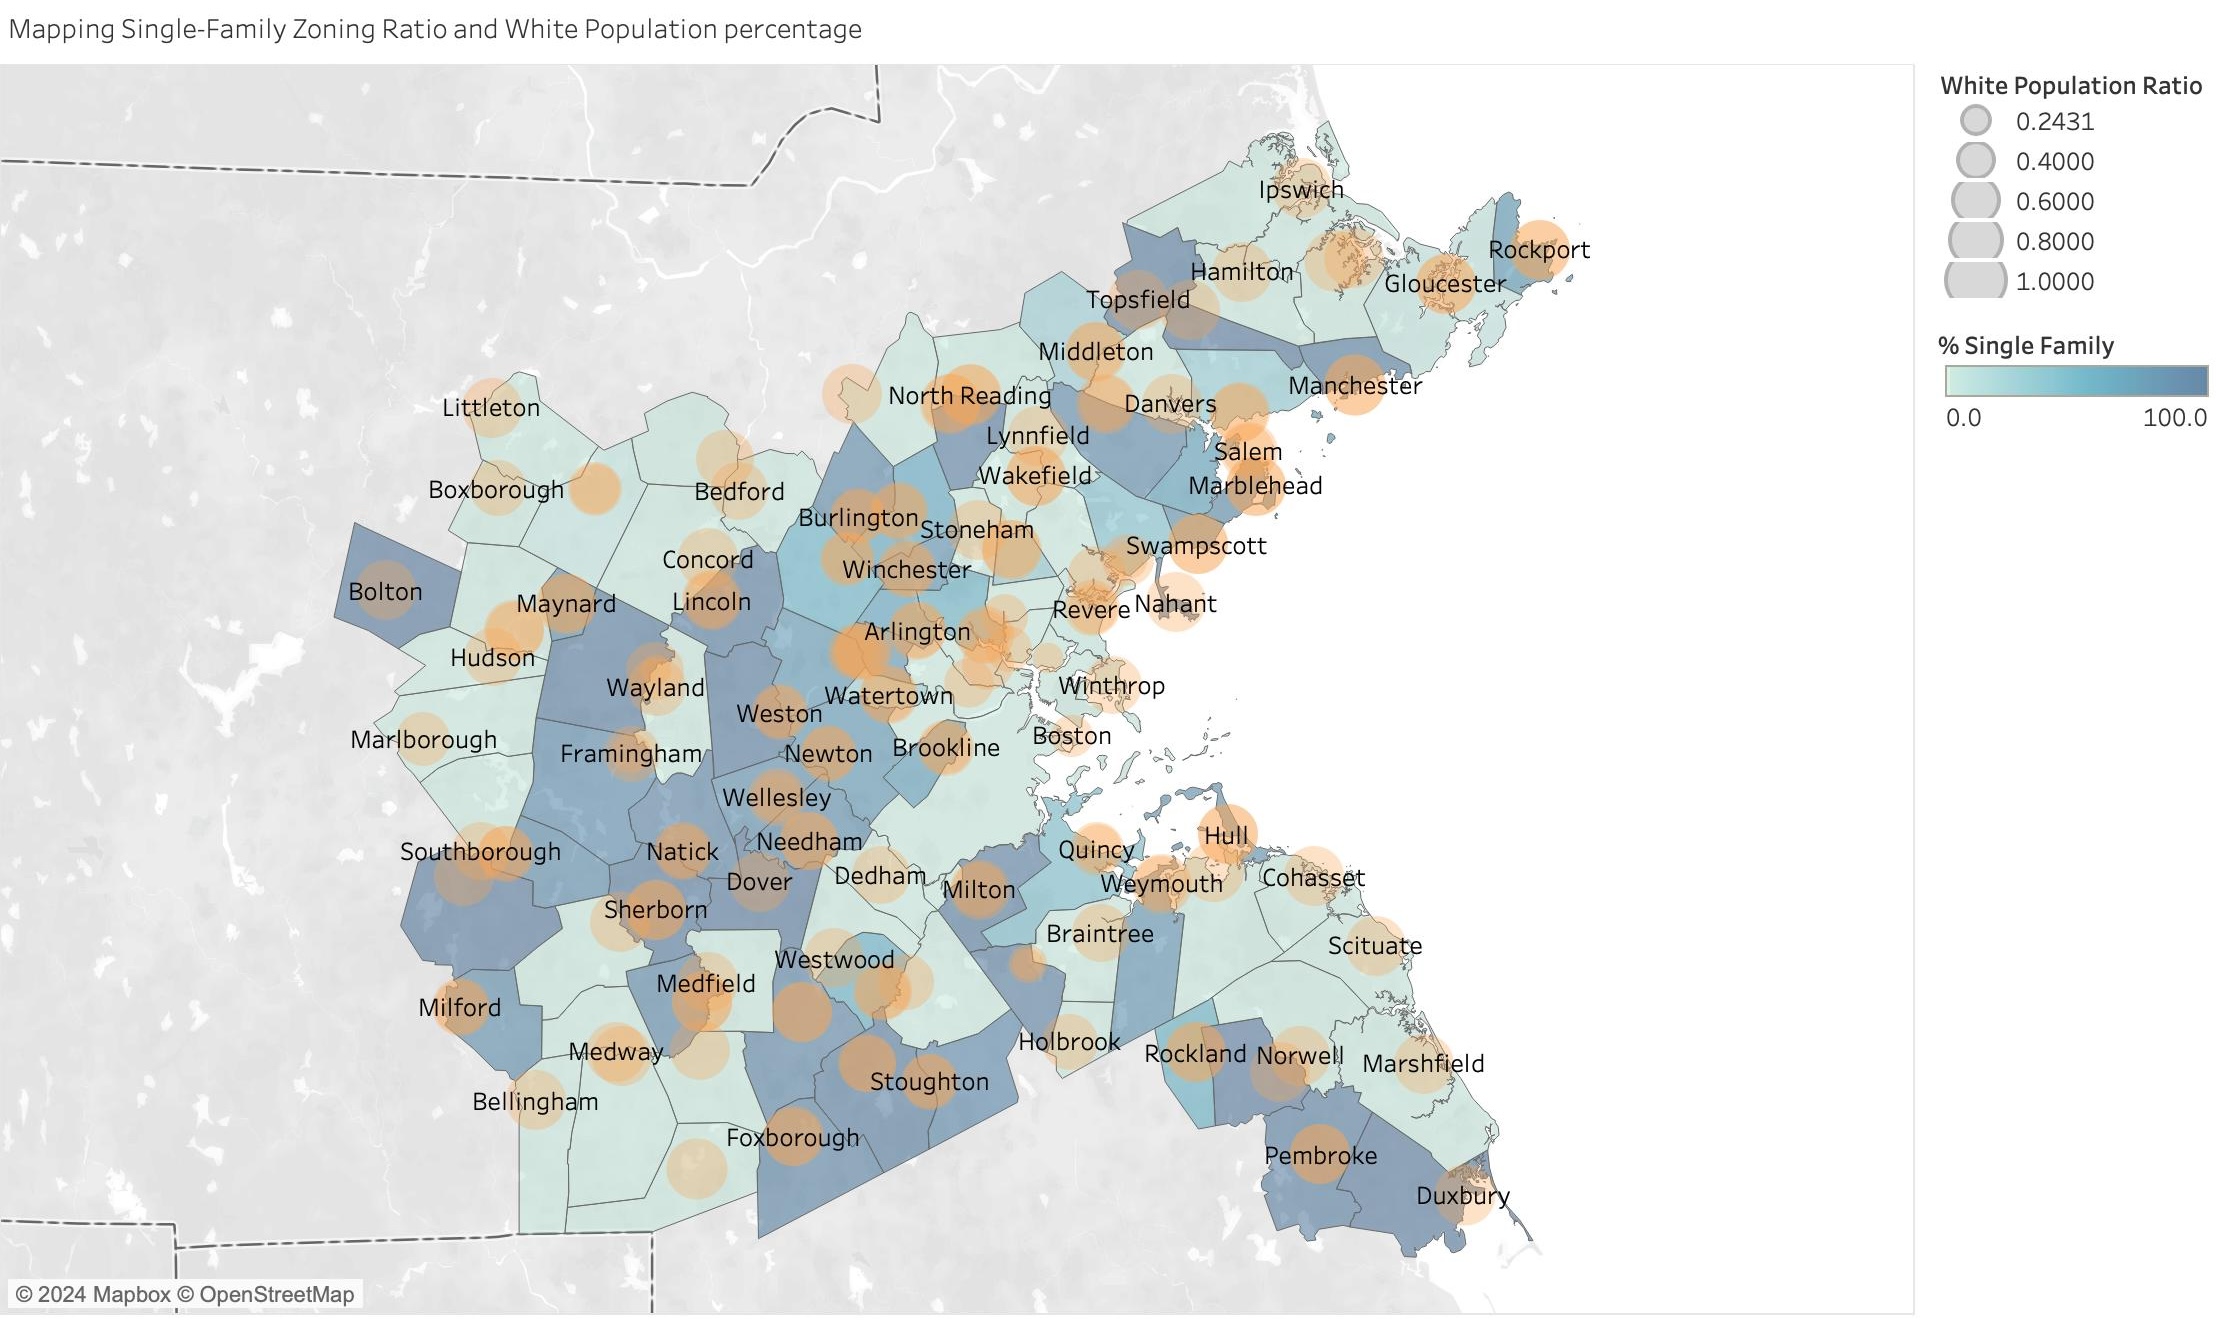 Mapping Single-Family Zoning Ratio and White Population percentage
White Population Ratio
0.2431
0.4000
0.6000
0.8000
1.0000
% Single Family
0.0 100.0
Ipswich
Rockport
Hamilton
Gloucester
Topsfield
Middleton
Manchester
North Reading
Danvers
Littleton
Lynnfield
Salem
Wakefield
Marblehead
Boxborough
Bedford
Burlington
Stoneham
Swampscott
Concord
Winchester
Bolton
Maynard
Lincoln
Revere
Nahant
Arlington
Hudson
Wayland
Winthrop
Watertown
Weston
Boston
Marlborough
Framingham
Newton
Brookline
Wellesley
Hull
Needham
Quincy
Southborough
Natick
Dedham
Cohasset
Dover
Milton
Weymouth
Sherborn
Braintree
Scituate
Westwood
Medfield
Milford
Holbrook
Medway
Rockland
Norwell
Marshfield
Stoughton
Bellingham
Foxborough
Pembroke
Duxbury
© 2024 Mapbox © OpenStreetMap